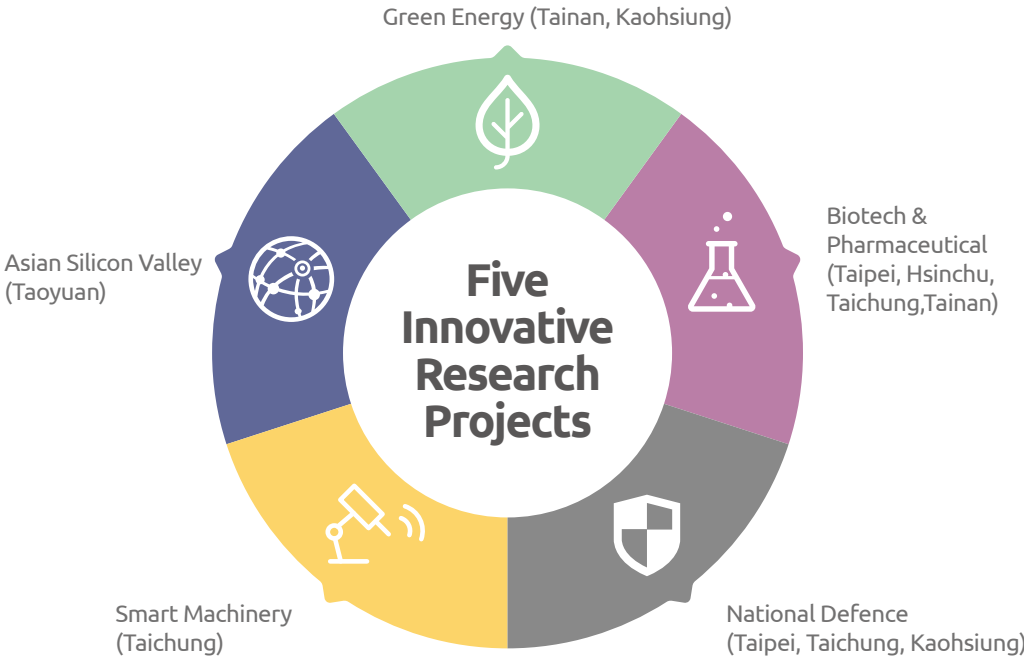 Green Energy (Tainan, Kaohsiung)
Biotech &
Pharmaceutical
(Taipei, Hsinchu,
Taichung,Tainan)
Asian Silicon Valley
(Taoyuan)
Five
Innovative
Research
Projects
Smart Machinery
(Taichung)
National Defence
(Taipei, Taichung, Kaohsiung)